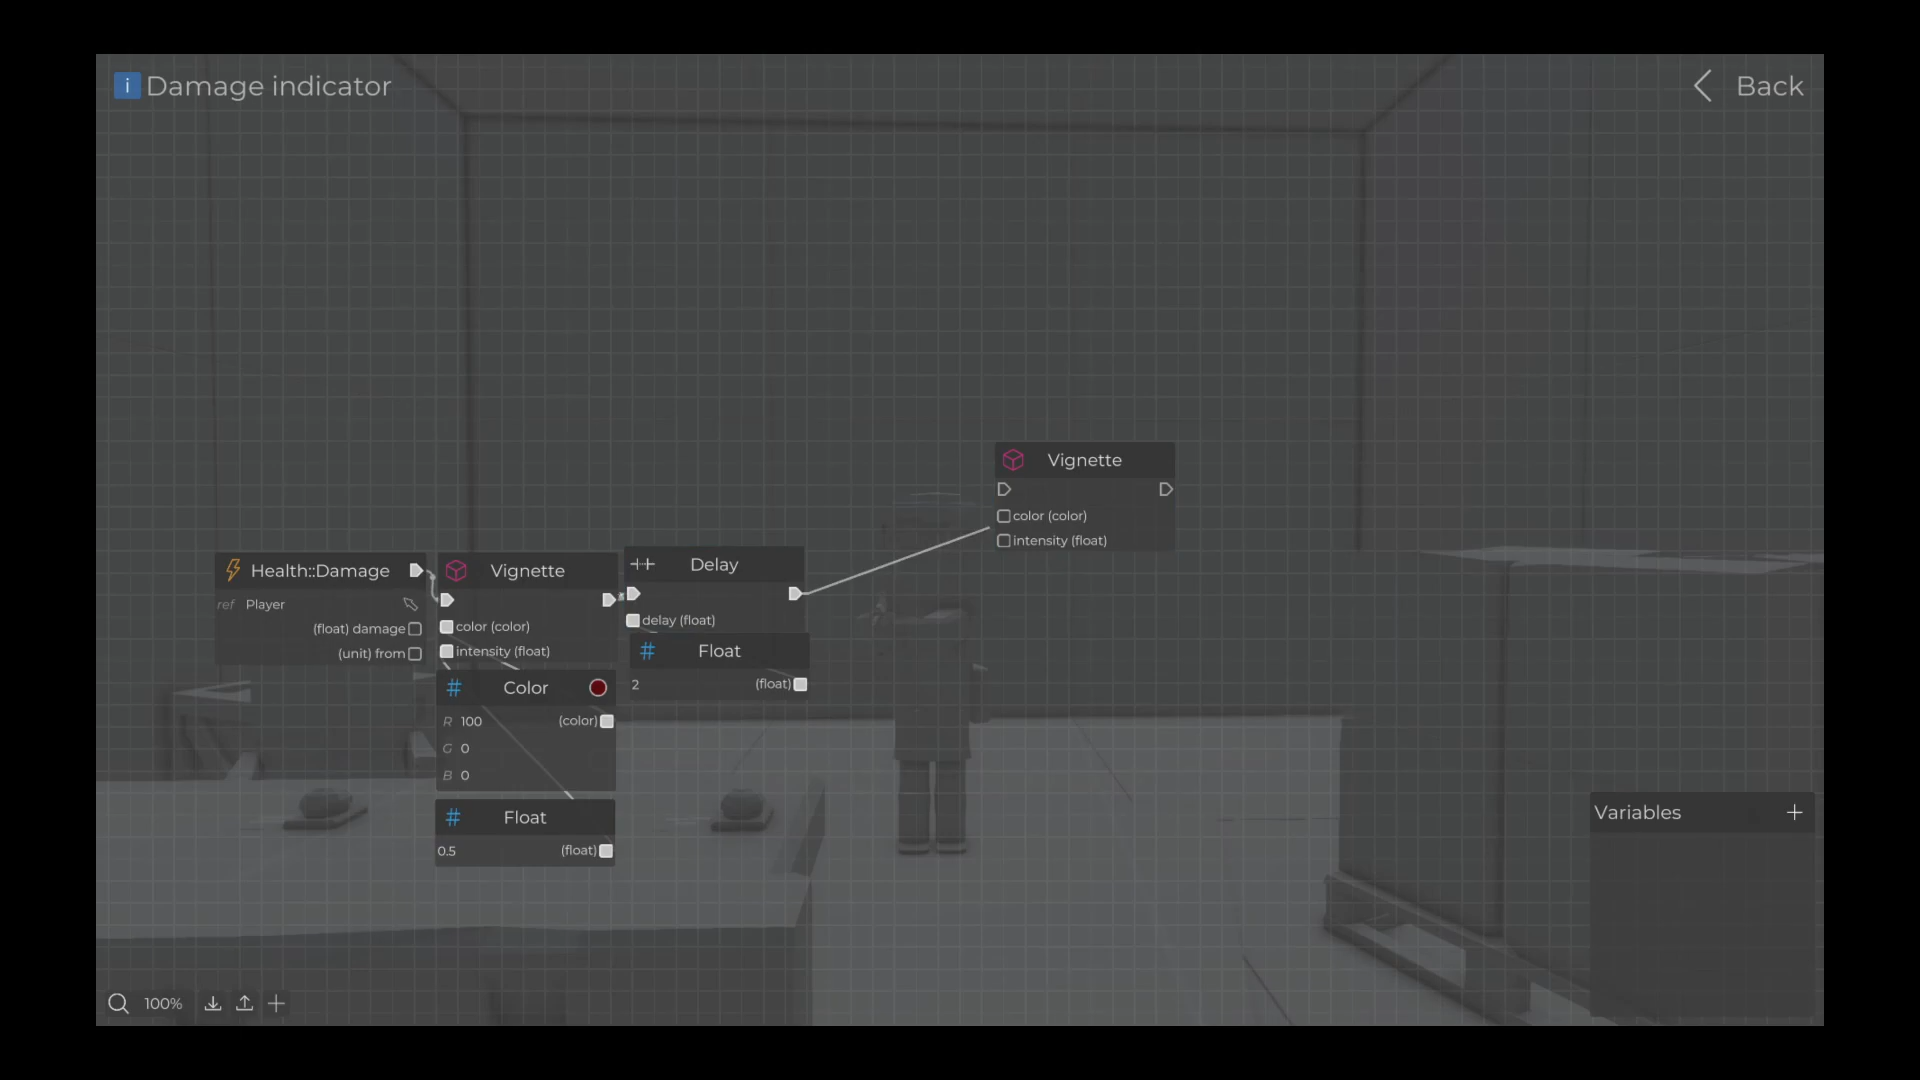 i Damage indicator
Back
Vignette
color (color)
intensity (float)
Health::Damage
ref Player
(float) damage
(unit) from
Vignette
color (color)
intensity (float)
Delay
delay (float)
# Float
2 (float)
# Color
R 100 (color)
G 0
B 0
# Float
0.5 (float)
Variables +
100%